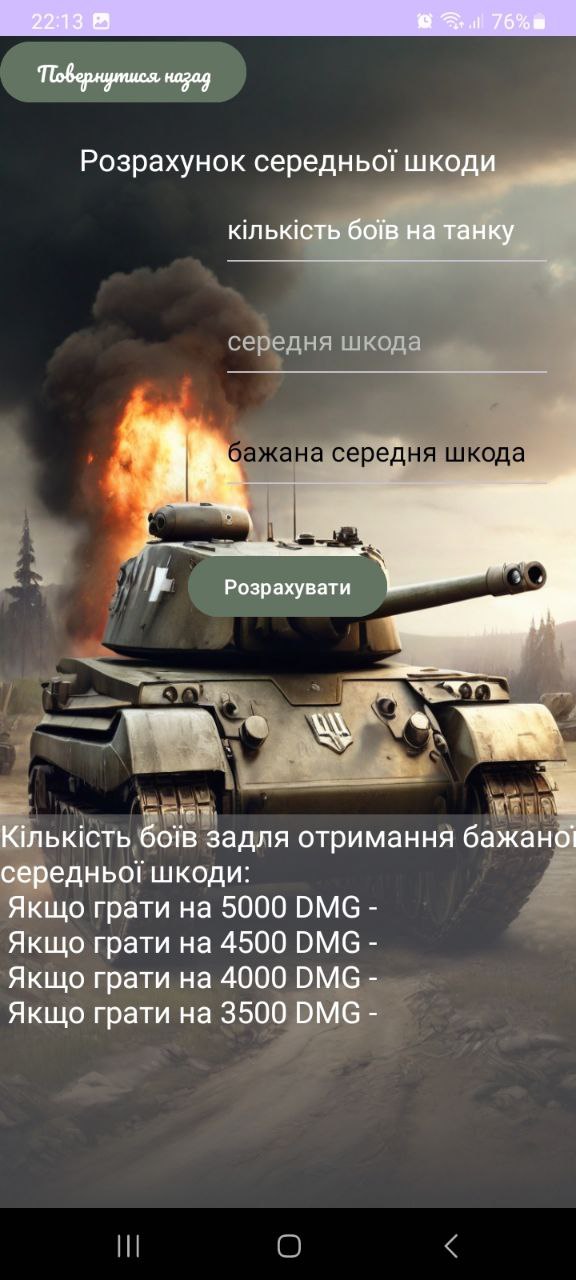 22:13
76%
Повернутися назад
Розрахунок середньої шкоди
кількість боїв на танку
середня шкода
бажана середня шкода
Розрахувати
Кількість боїв задля отримання бажаної
середньої шкоди:
Якщо грати на 5000 DMG -
Якщо грати на 4500 DMG -
Якщо грати на 4000 DMG -
Якщо грати на 3500 DMG -